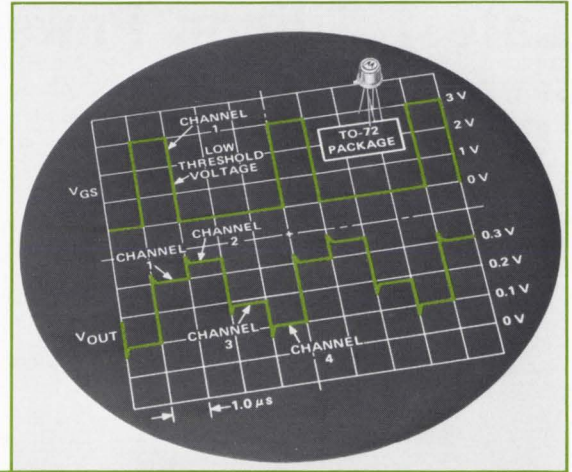 CHANNEL
1
LOW
THRESHOLD
VOLTAGE
TO-72
PACKAGE
3 V
2 V
1 V
0 V
VGS
CHANNEL
1
CHANNEL
2
0.3 V
0.2 V
0.1 V
0 V
VOUT
CHANNEL
3
CHANNEL
4
1.0 µs